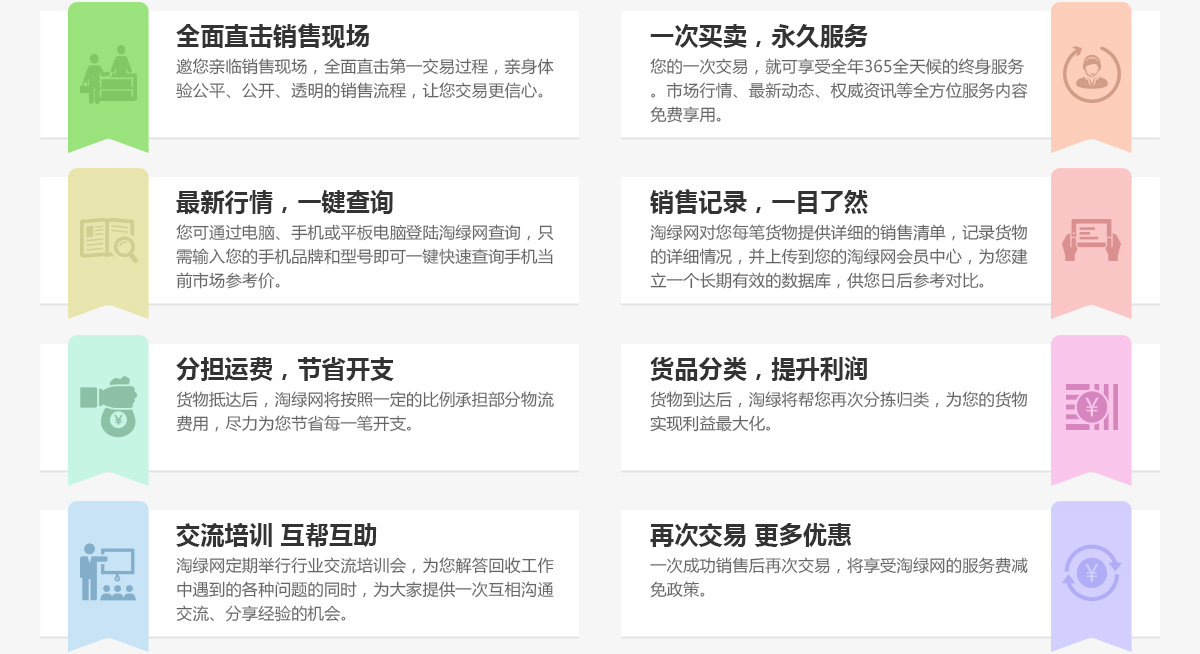 全面直击销售现场
邀您亲临销售现场，全面直击第一交易过程，亲身体
验公平、公开、透明的销售流程，让您交易更信心。
一次买卖，永久服务
您的一次交易，就可享受全年365全天候的终身服务
。市场行情、最新动态、权威资讯等全方位服务内容
免费享用。
最新行情，一键查询
您可通过电脑、手机或平板电脑登陆淘绿网查询，只
需输入您的手机品牌和型号即可一键快速查询手机当
前市场参考价。
销售记录，一目了然
淘绿网对您每笔货物提供详细的销售清单，记录货物
的详细情况，并上传到您的淘绿网会员中心，为您建
立一个长期有效的数据库，供您日后参考对比。
分担运费，节省开支
货物抵达后，淘绿网将按照一定的比例承担部分物流
费用，尽力为您节省每一笔开支。
¥
货品分类，提升利润
货物到达后，淘绿将帮您再次分拣归类，为您的货物
实现利益最大化。
¥
交流培训 互帮互助
淘绿网定期举行行业交流培训会，为您解答回收工作
中遇到的各种问题的同时，为大家提供一次互相沟通
交流、分享经验的机会。
再次交易 更多优惠
一次成功销售后再次交易，将享受淘绿网的服务费减
免政策。
¥